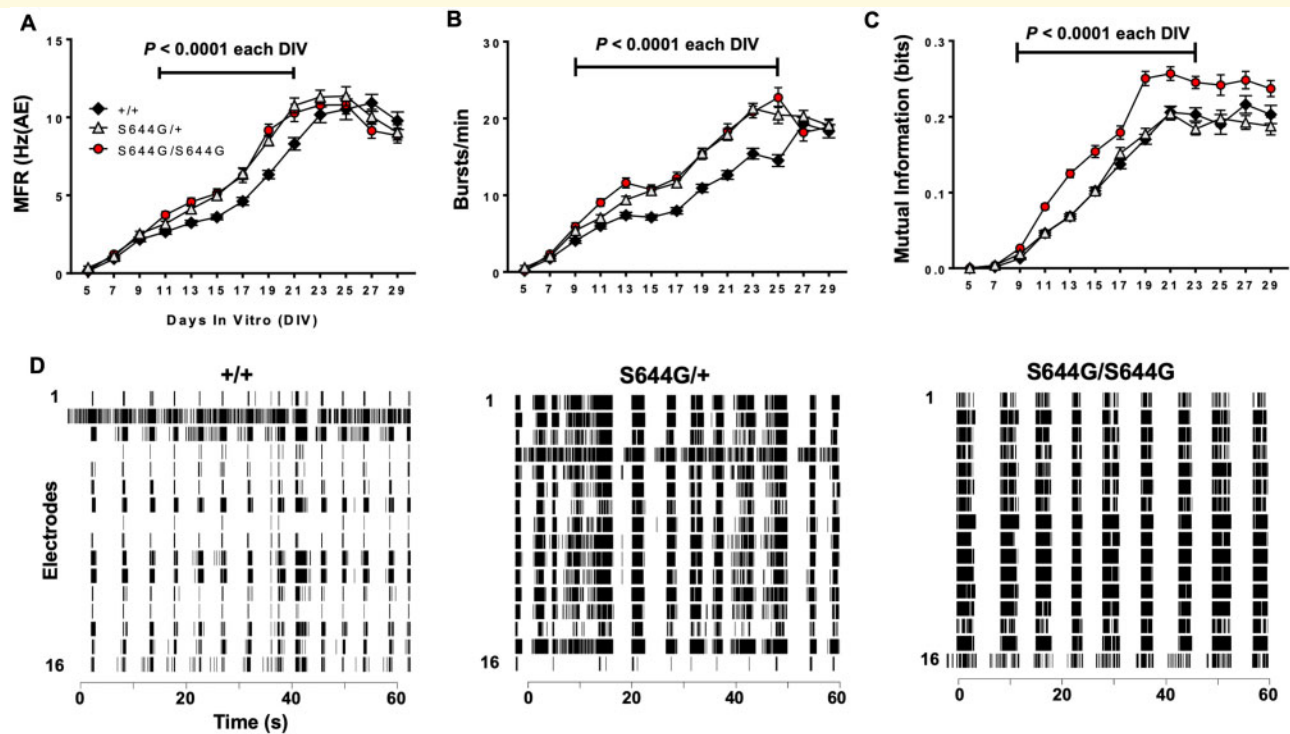 A
P < 0.0001 each DIV
15
10
5
0
MFR (Hz(AE)
+/+
S644G/+
S644G/S644G
5 7 9 11 13 15 17 19 21 23 25 27 29
Days In Vitro (DIV)
B
P < 0.0001 each DIV
30
20
10
0
Bursts/min
5 7 9 11 13 15 17 19 21 23 25 27 29
C
P < 0.0001 each DIV
0.3
0.2
0.1
0.0
Mutual Information (bits)
5 7 9 11 13 15 17 19 21 23 25 27 29
D
+/+
1
Electrodes
16
0 20 40 60
Time (s)
S644G/+
1
16
0 20 40 60
S644G/S644G
1
16
0 20 40 60